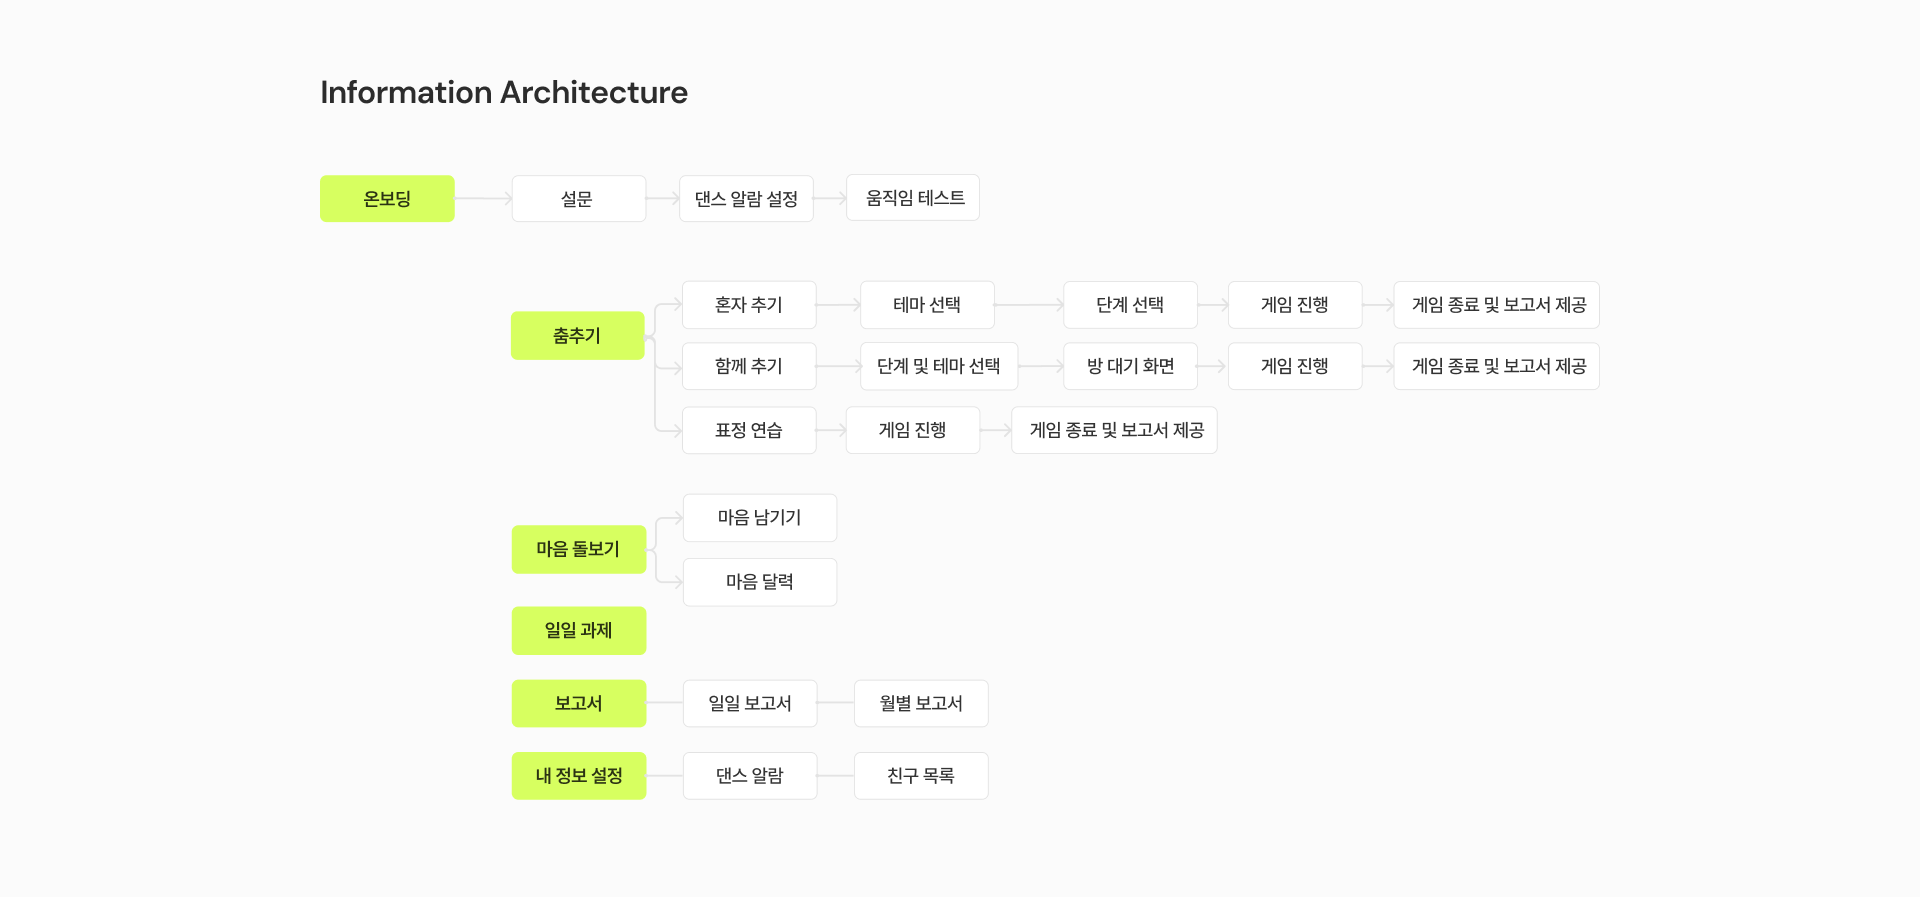 Information Architecture
온보딩
설문
댄스 알람 설정
움직임 테스트
춤추기
혼자 추기
테마 선택
단계 선택
게임 진행
게임 종료 및 보고서 제공
함께 추기
단계 및 테마 선택
방 대기 화면
게임 진행
게임 종료 및 보고서 제공
표정 연습
게임 진행
게임 종료 및 보고서 제공
마음 돌보기
마음 남기기
마음 달력
일일 과제
보고서
일일 보고서
월별 보고서
내 정보 설정
댄스 알람
친구 목록